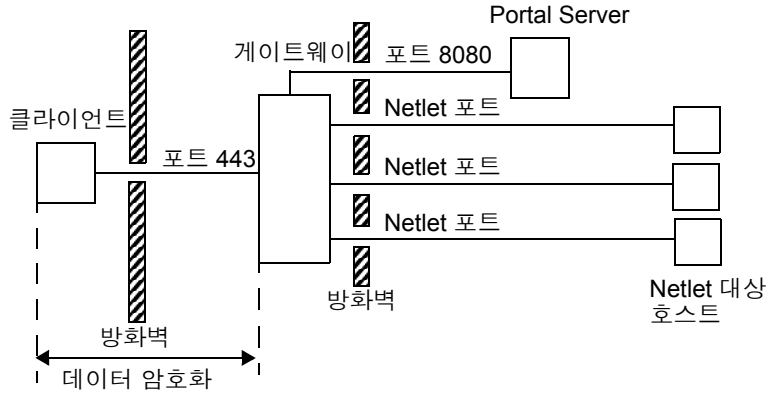 Portal Server
게이트웨이
포트 8080
클라이언트
Netlet 포트
포트 443
Netlet 포트
Netlet 포트
방화벽
Netlet 대상
호스트
방화벽
데이터 암호화